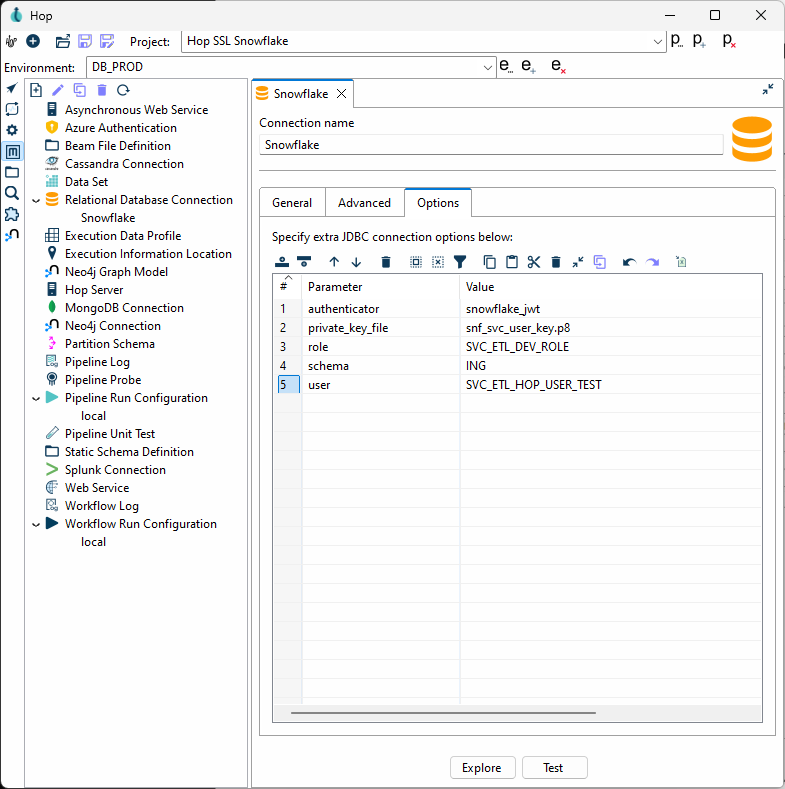 Hop
Project: Hop SSL Snowflake
Environment: DB_PROD
Asynchronous Web Service
Azure Authentication
Beam File Definition
Cassandra Connection
Data Set
Relational Database Connection
Snowflake
Execution Data Profile
Execution Information Location
Neo4j Graph Model
Hop Server
MongoDB Connection
Neo4j Connection
Partition Schema
Pipeline Log
Pipeline Probe
Pipeline Run Configuration
local
Pipeline Unit Test
Static Schema Definition
Splunk Connection
Web Service
Workflow Log
Workflow Run Configuration
local
Snowflake
Connection name
Snowflake
General Advanced Options
Specify extra JDBC connection options below:
# Parameter Value
1 authenticator snowflake_jwt
2 private_key_file snf_svc_user_key.p8
3 role SVC_ETL_DEV_ROLE
4 schema ING
5 user SVC_ETL_HOP_USER_TEST
Explore Test